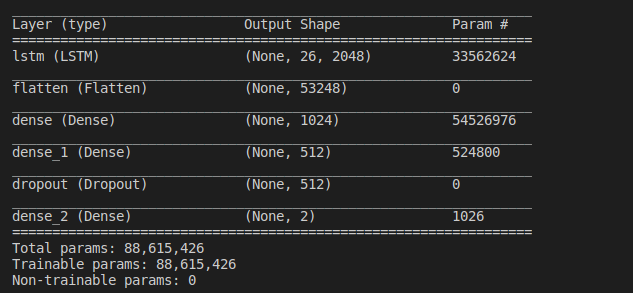 Layer (type) Output Shape Param #
=================================================================
lstm (LSTM) (None, 26, 2048) 33562624
_________________________________________________________________
flatten (Flatten) (None, 53248) 0
_________________________________________________________________
dense (Dense) (None, 1024) 54526976
_________________________________________________________________
dense_1 (Dense) (None, 512) 524800
_________________________________________________________________
dropout (Dropout) (None, 512) 0
_________________________________________________________________
dense_2 (Dense) (None, 2) 1026
=================================================================
Total params: 88,615,426
Trainable params: 88,615,426
Non-trainable params: 0